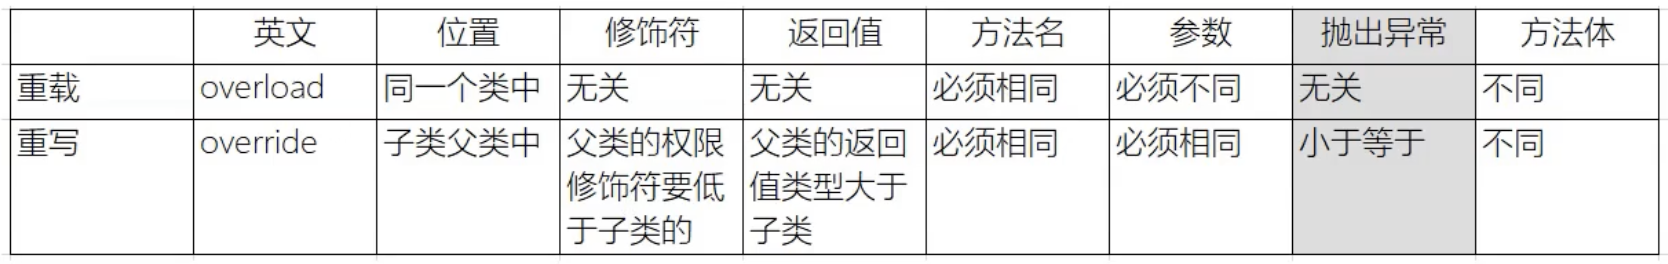 英文 位置 修饰符 返回值 方法名 参数 抛出异常 方法体
重载 overload 同一个类中 无关 无关 必须相同 必须不同 无关 不同
重写 override 子类父类中 父类的权限 父类的返回 必须相同 必须相同 小于等于 不同
修饰符要低 值类型大于
于子类的 子类